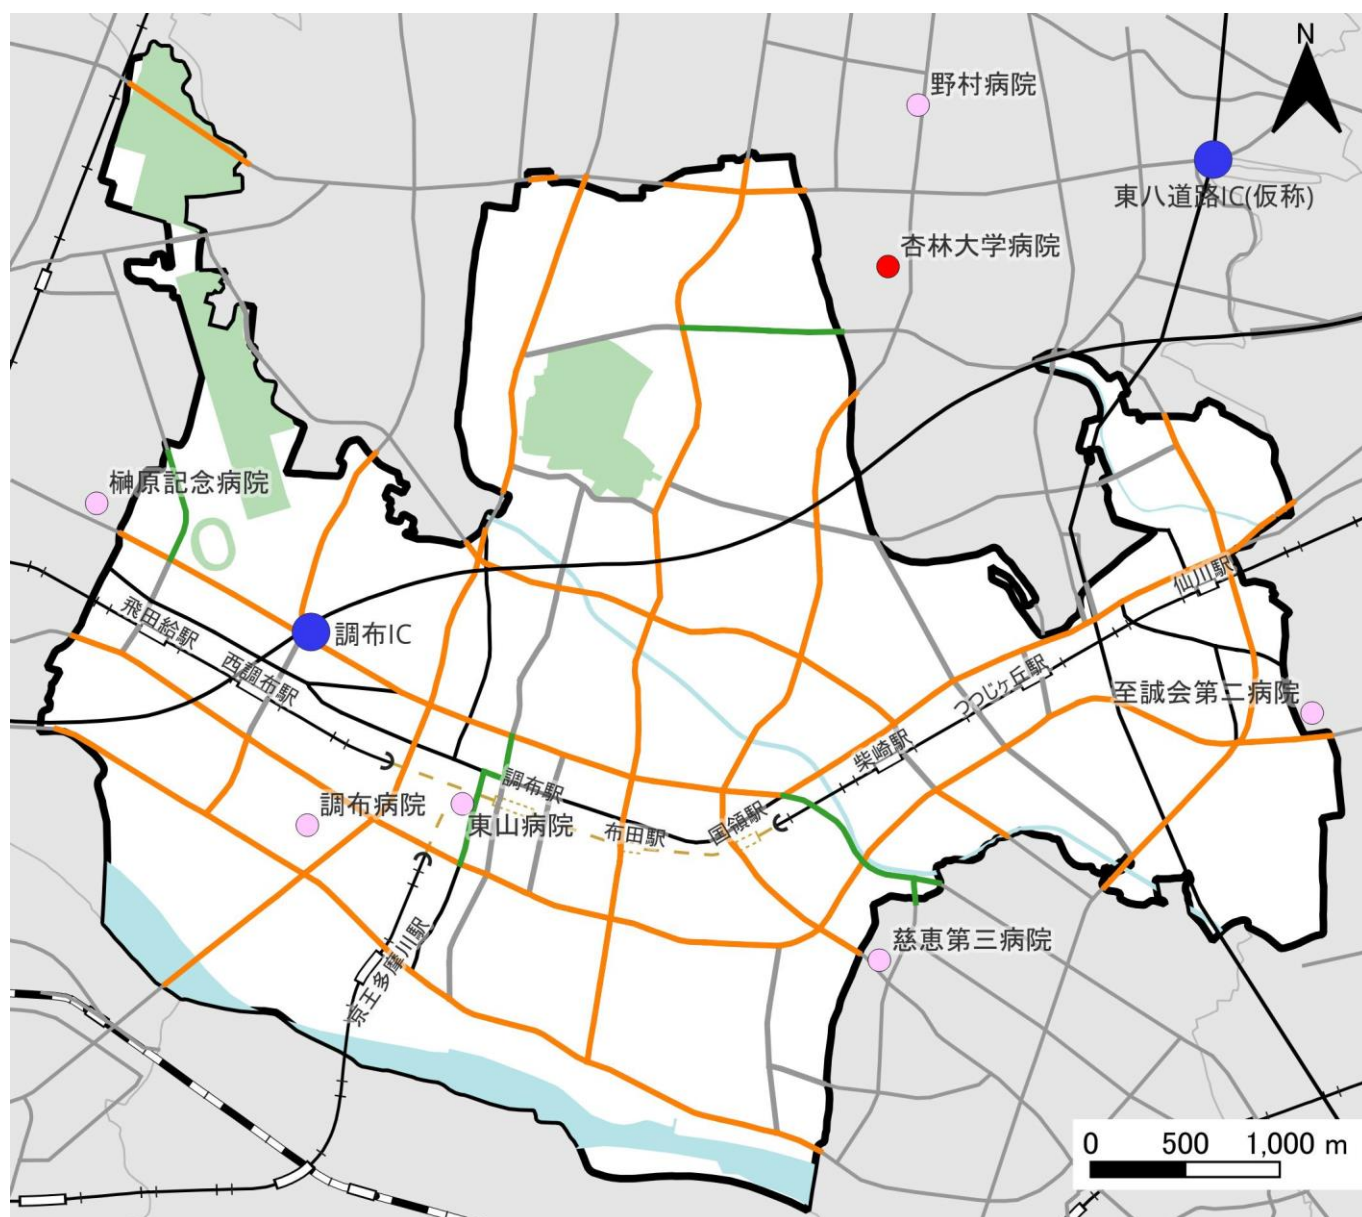 N
野村病院
東八道路IC(仮称)
杏林大学病院
榊原記念病院
仙川駅
飛田給駅
調布IC
西調布駅
つつじヶ丘駅
至誠会第二病院
柴崎駅
調布駅
調布病院
東山病院
布田駅
国領駅
慈恵第三病院
京王多摩川駅
0 500 1,000 m